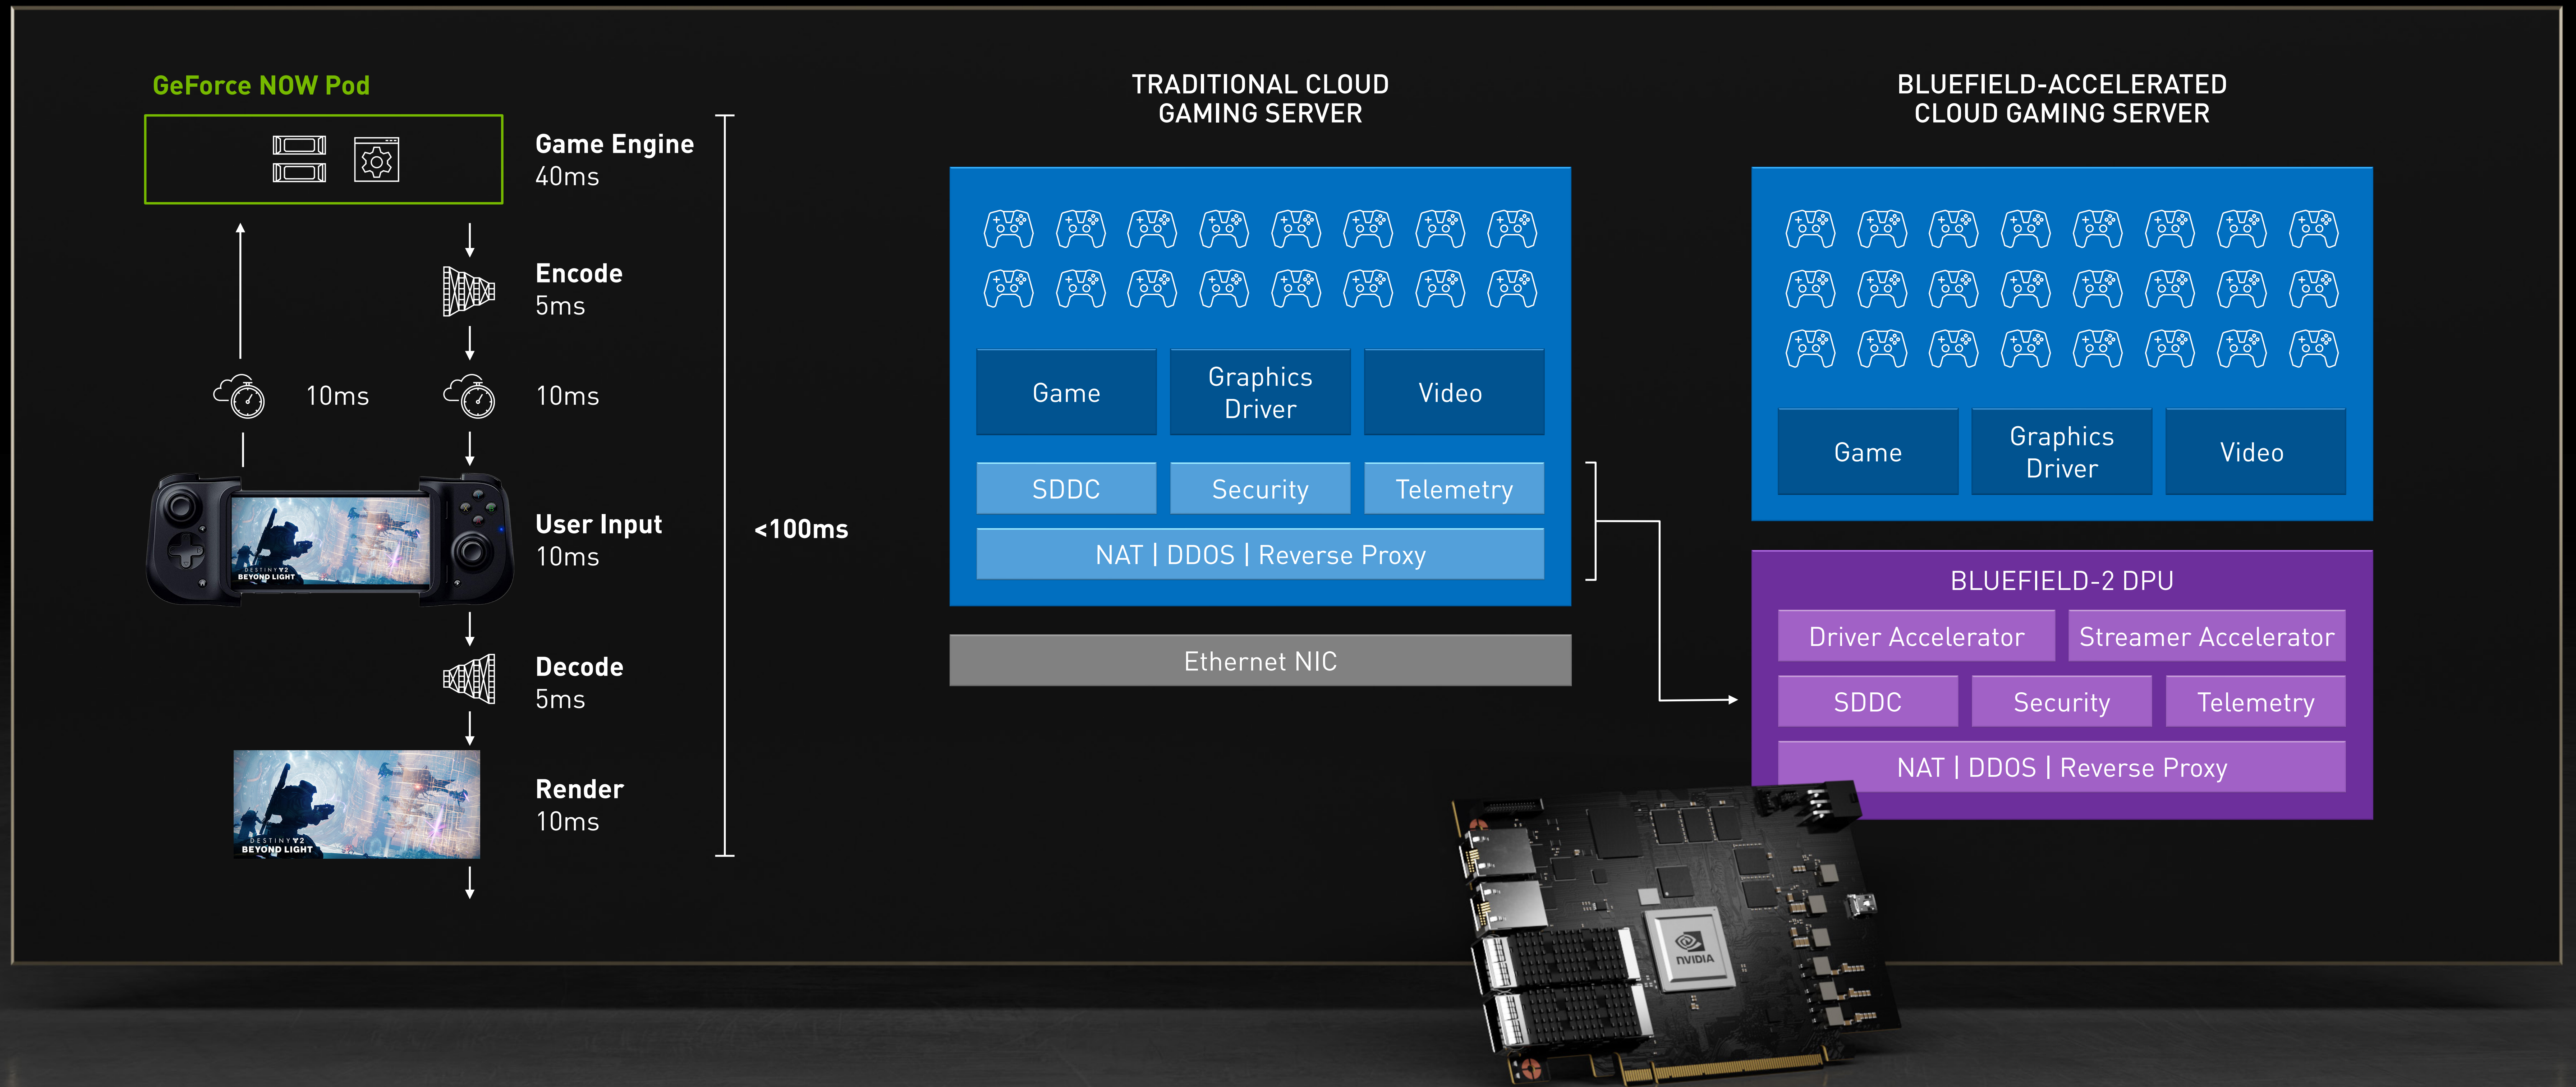 GeForce NOW Pod
Game Engine
40ms
Encode
5ms
10ms
10ms
User Input
10ms
DESTINY 2
BEYOND LIGHT
Decode
5ms
Render
10ms
DESTINY 2
BEYOND LIGHT
<100ms
TRADITIONAL CLOUD
GAMING SERVER
Game
Graphics
Driver
Video
SDDC
Security
Telemetry
NAT | DDOS | Reverse Proxy
Ethernet NIC
BLUEFIELD-ACCELERATED
CLOUD GAMING SERVER
Game
Graphics
Driver
Video
BLUEFIELD-2 DPU
Driver Accelerator
Streamer Accelerator
SDDC
Security
Telemetry
NAT | DDOS | Reverse Proxy
NVIDIA